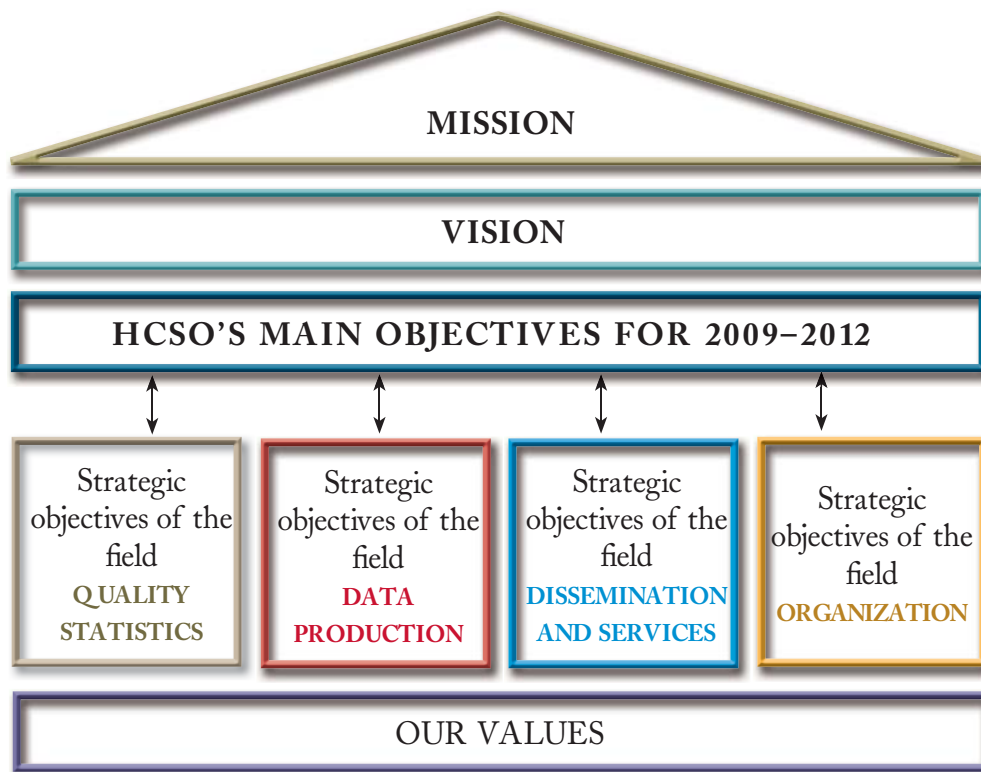 MISSION
VISION
HCSO'S MAIN OBJECTIVES FOR 2009–2012
Strategic
objectives of the
field
QUALITY
STATISTICS
Strategic
objectives of the
field
DATA
PRODUCTION
Strategic
objectives of the
field
DISSEMINATION
AND SERVICES
Strategic
objectives of the
field
ORGANIZATION
OUR VALUES